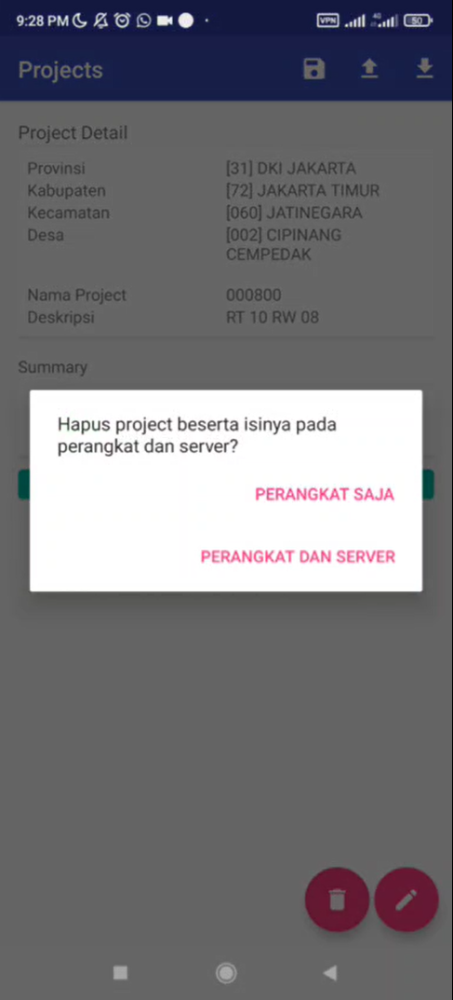 9:28 PM
VPN
4G
50
Projects
Project Detail
Provinsi [31] DKI JAKARTA
Kabupaten [72] JAKARTA TIMUR
Kecamatan [060] JATINEGARA
Desa [002] CIPINANG
CEMPEDAK
Nama Project 000800
Deskripsi RT 10 RW 08
Summary
Hapus project beserta isinya pada
perangkat dan server?
PERANGKAT SAJA
PERANGKAT DAN SERVER